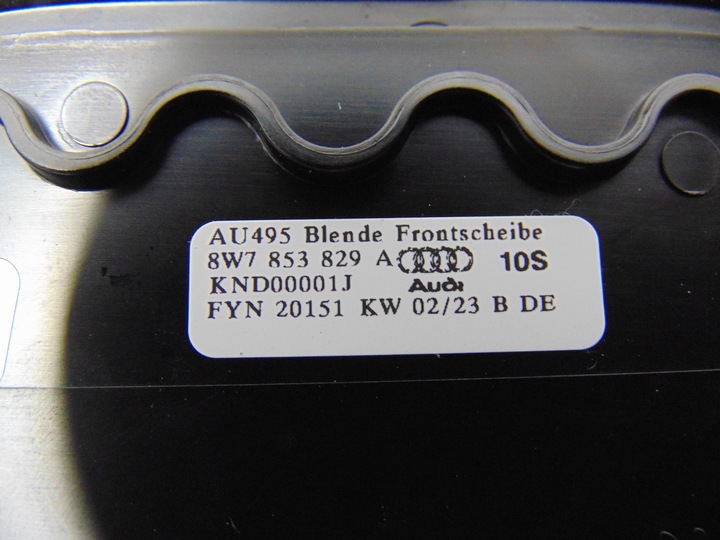 AU495 Blende Frontscheibe
8W7 853 829 A 10S
KND00001J Audi
FYN 20151 KW 02/23 B DE